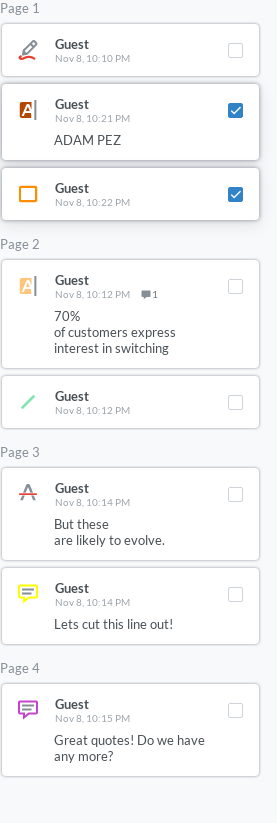 Page 1
Guest
Nov 8, 10:10 PM
A
Guest
Nov 8, 10:21 PM
ADAM PEZ
Guest
Nov 8, 10:22 PM
Page 2
A
Guest
Nov 8, 10:12 PM 1
70%
of customers express
interest in switching
Guest
Nov 8, 10:12 PM
Page 3
A
Guest
Nov 8, 10:14 PM
But these
are likely to evolve.
Guest
Nov 8, 10:14 PM
Lets cut this line out!
Page 4
Guest
Nov 8, 10:15 PM
Great quotes! Do we have
any more?